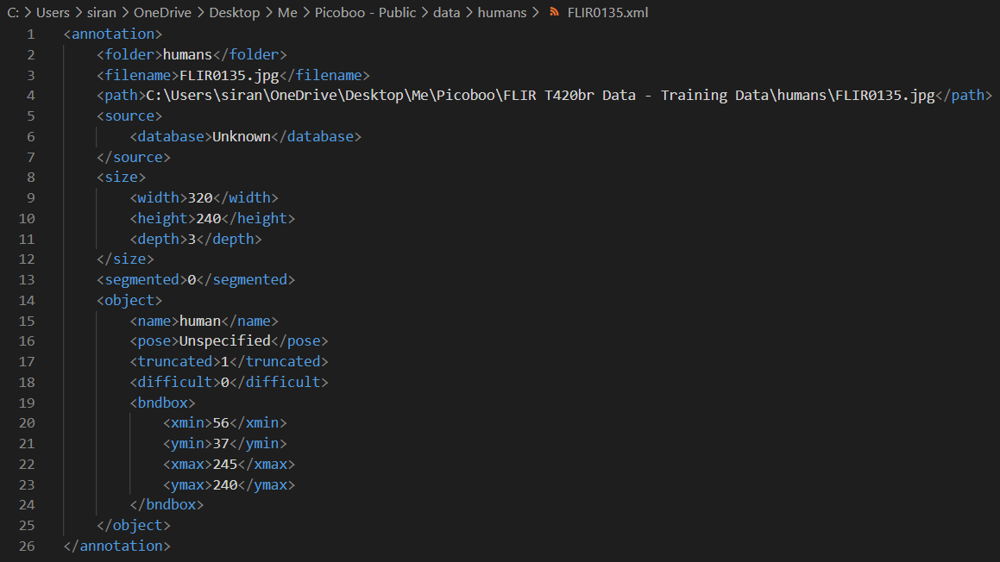 C: > Users > siran > OneDrive > Desktop > Me > Picoboo - Public > data > humans > FLIR0135.xml
1 <annotation>
2 <folder>humans</folder>
3 <filename>FLIR0135.jpg</filename>
4 <path>C:\Users\siran\OneDrive\Desktop\Me\Picoboo\FLIR T420br Data - Training Data\humans\FLIR0135.jpg</path>
5 <source>
6 <database>Unknown</database>
7 </source>
8 <size>
9 <width>320</width>
10 <height>240</height>
11 <depth>3</depth>
12 </size>
13 <segmented>0</segmented>
14 <object>
15 <name>human</name>
16 <pose>Unspecified</pose>
17 <truncated>1</truncated>
18 <difficult>0</difficult>
19 <bndbox>
20 <xmin>56</xmin>
21 <ymin>37</ymin>
22 <xmax>245</xmax>
23 <ymax>240</ymax>
24 </bndbox>
25 </object>
26 </annotation>